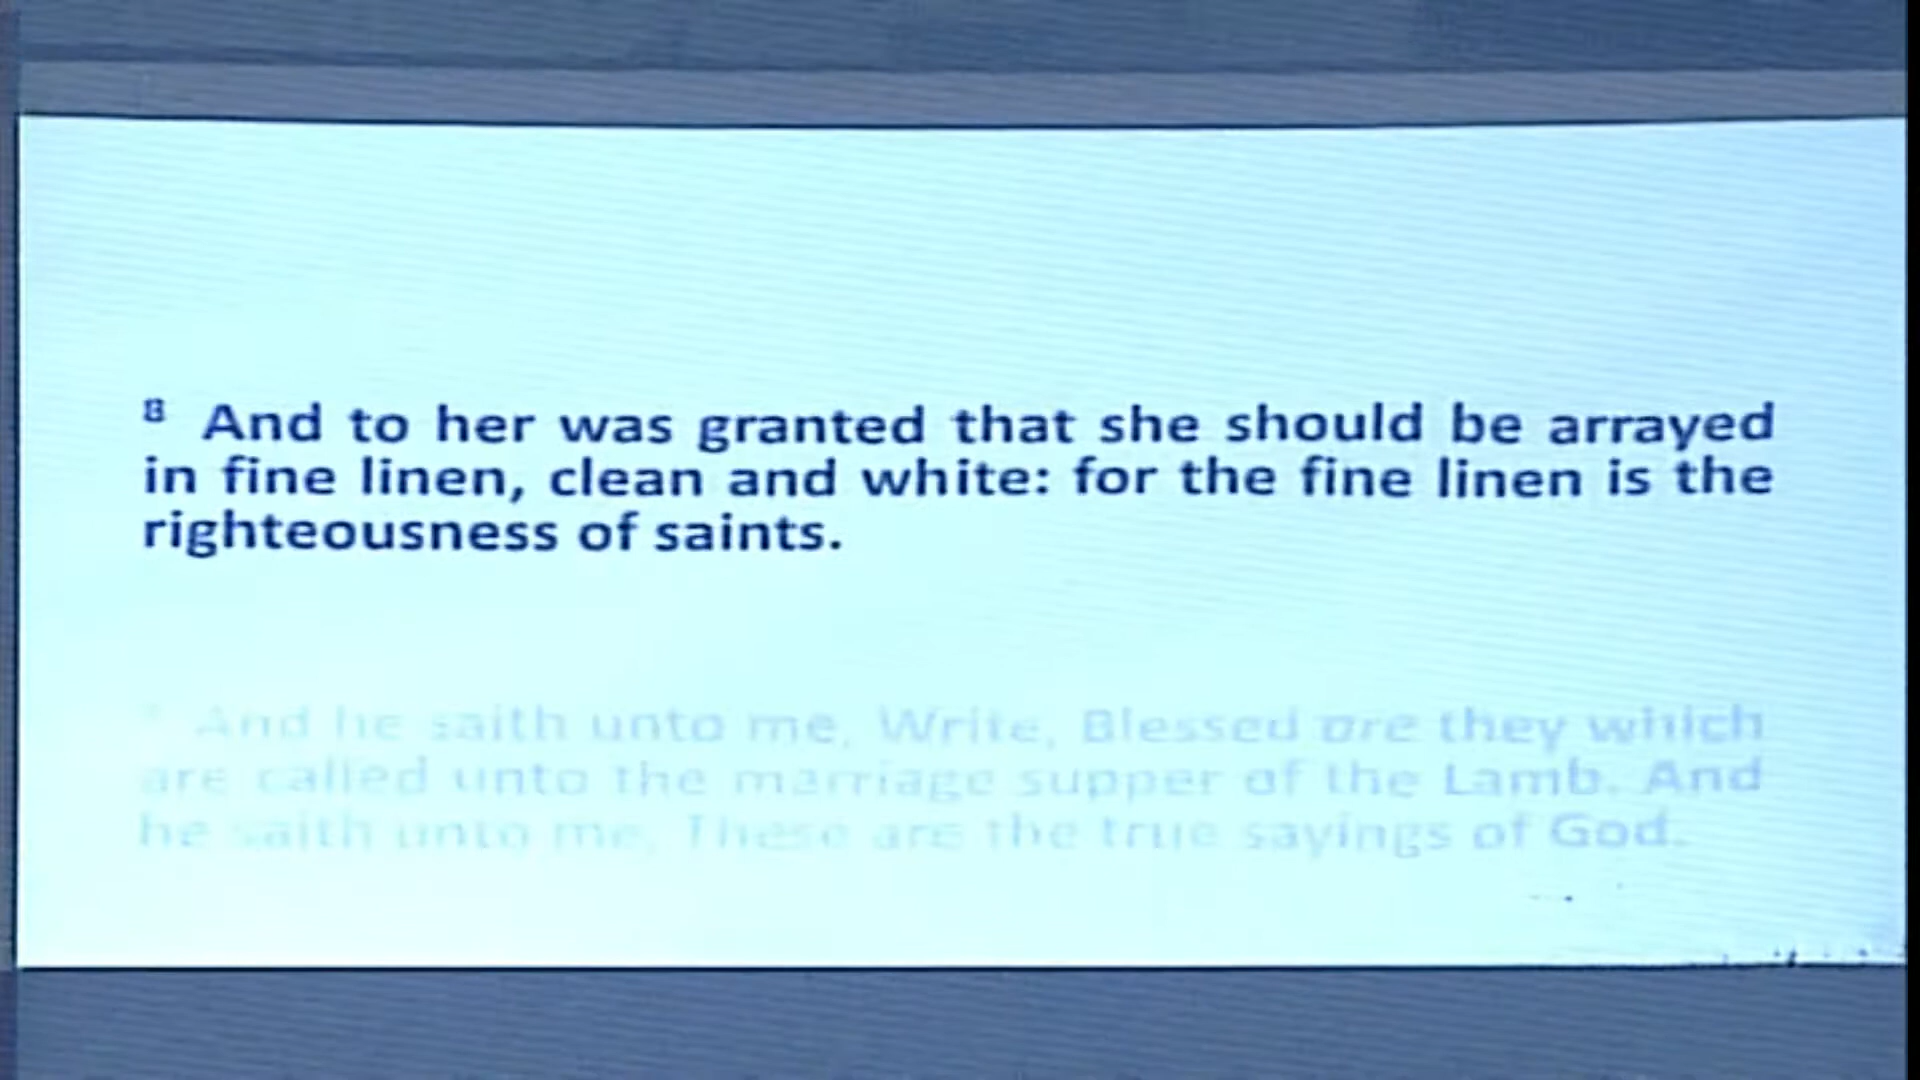 8 And to her was granted that she should be arrayed
in fine linen, clean and white: for the fine linen is the
righteousness of saints.
And he saith unto me, Write, Blessed are they which
are called unto the marriage supper of the Lamb. And
he saith unto me, These are the true sayings of God.